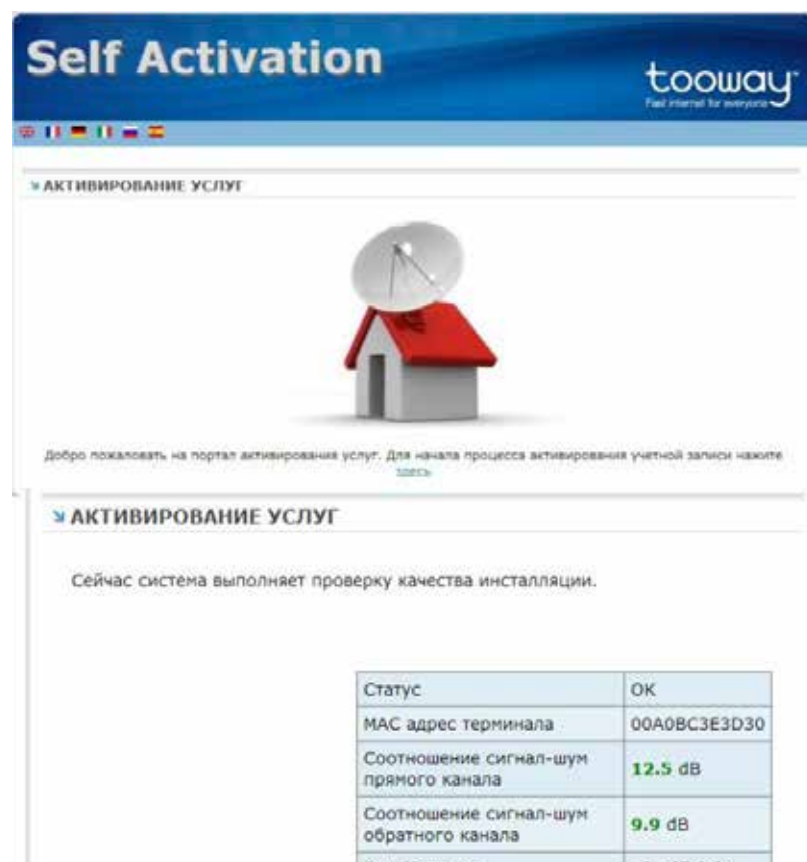 Self Activation
tooway
Fast internet for everyone
АКТИВИРОВАНИЕ УСЛУГ
Добро пожаловать на портал активирования услуг. Для начала процесса активирования учетной записи нажмите
здесь
АКТИВИРОВАНИЕ УСЛУГ
Сейчас система выполняет проверку качества инсталляции.
Статус OK
MAC адрес терминала 00A0BC3E3D30
Соотношение сигнал-шум
прямого канала 12.5 dB
Соотношение сигнал-шум
обратного канала 9.9 dB